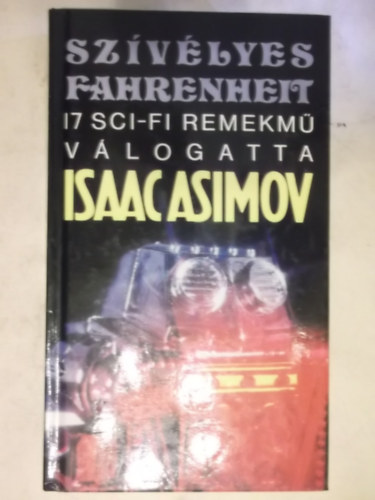 SZÍVÉLYES
FAHRENHEIT
17 SCI-FI REMEKMŰ
VÁLOGATTA
ISAAC ASIMOV